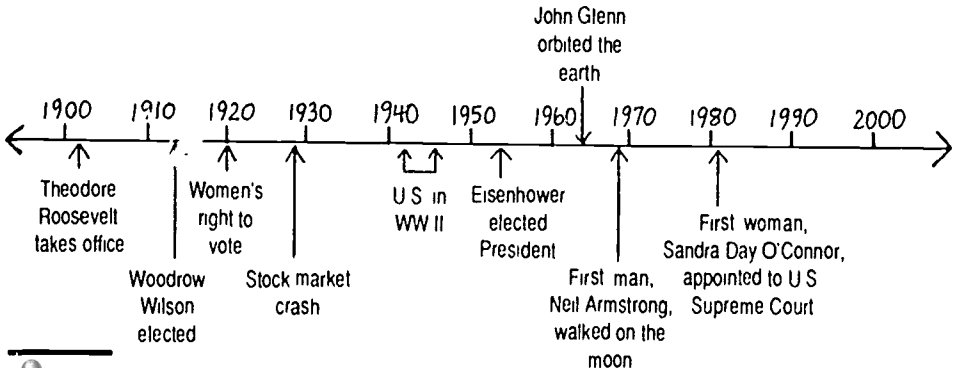 John Glenn
orbited the
earth
1900 1910 1920 1930 1940 1950 1960 1970 1980 1990 2000
Theodore
Roosevelt
takes office
Woodrow
Wilson
elected
Women's
right to
vote
Stock market
crash
U S in
WW II
Eisenhower
elected
President
First man,
Neil Armstrong,
walked on the
moon
First woman,
Sandra Day O'Connor,
appointed to U S
Supreme Court